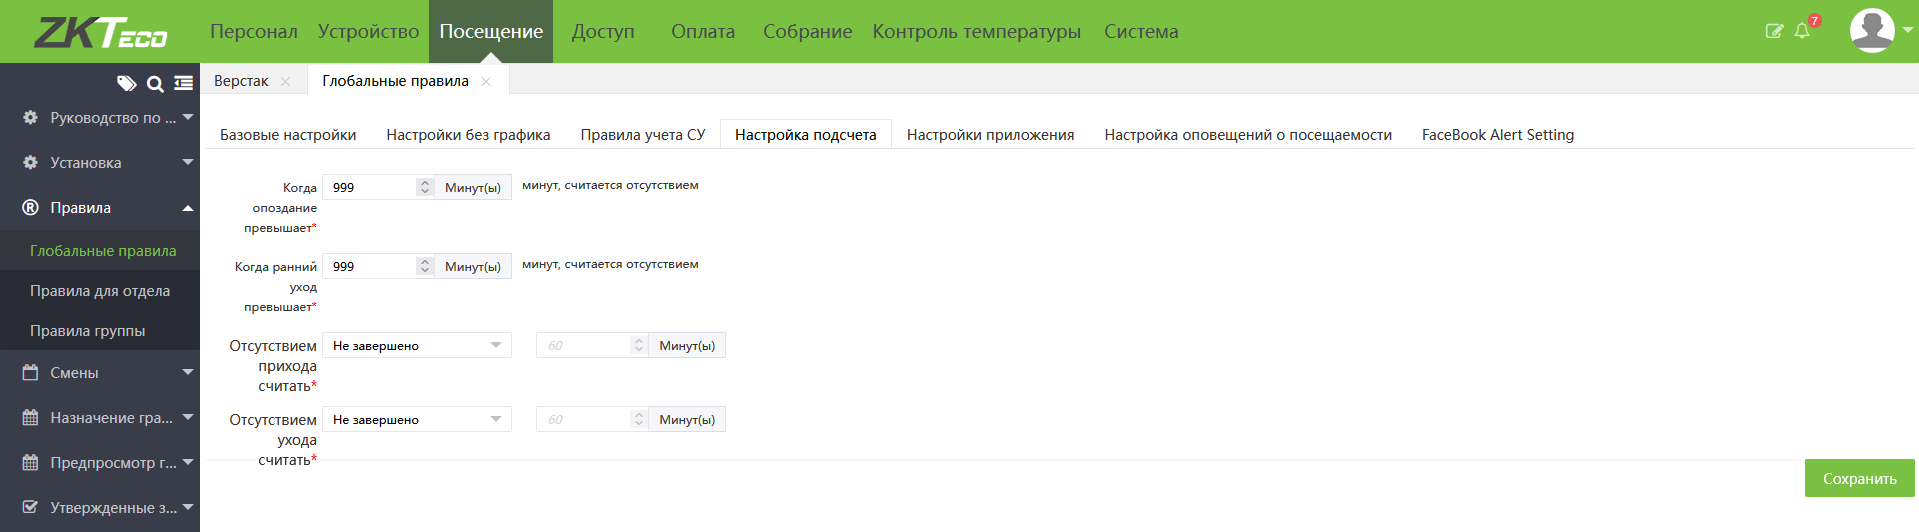 ZKTECO
Персонал Устройство Посещение Доступ Оплата Собрание Контроль температуры Система
7
Верстак Глобальные правила
Руководство по ...
Установка
Правила
Глобальные правила
Правила для отдела
Правила группы
Смены
Назначение гра...
Предпросмотр г...
Утвержденные з...
Базовые настройки Настройки без графика Правила учета СУ Настройка подсчета Настройки приложения Настройка оповещений о посещаемости FaceBook Alert Setting
Когда опоздание превышает* 999 Минут(ы) минут, считается отсутствием
Когда ранний уход превышает* 999 Минут(ы) минут, считается отсутствием
Отсутствием прихода считать* Не завершено 60 Минут(ы)
Отсутствием ухода считать* Не завершено 60 Минут(ы)
Сохранить